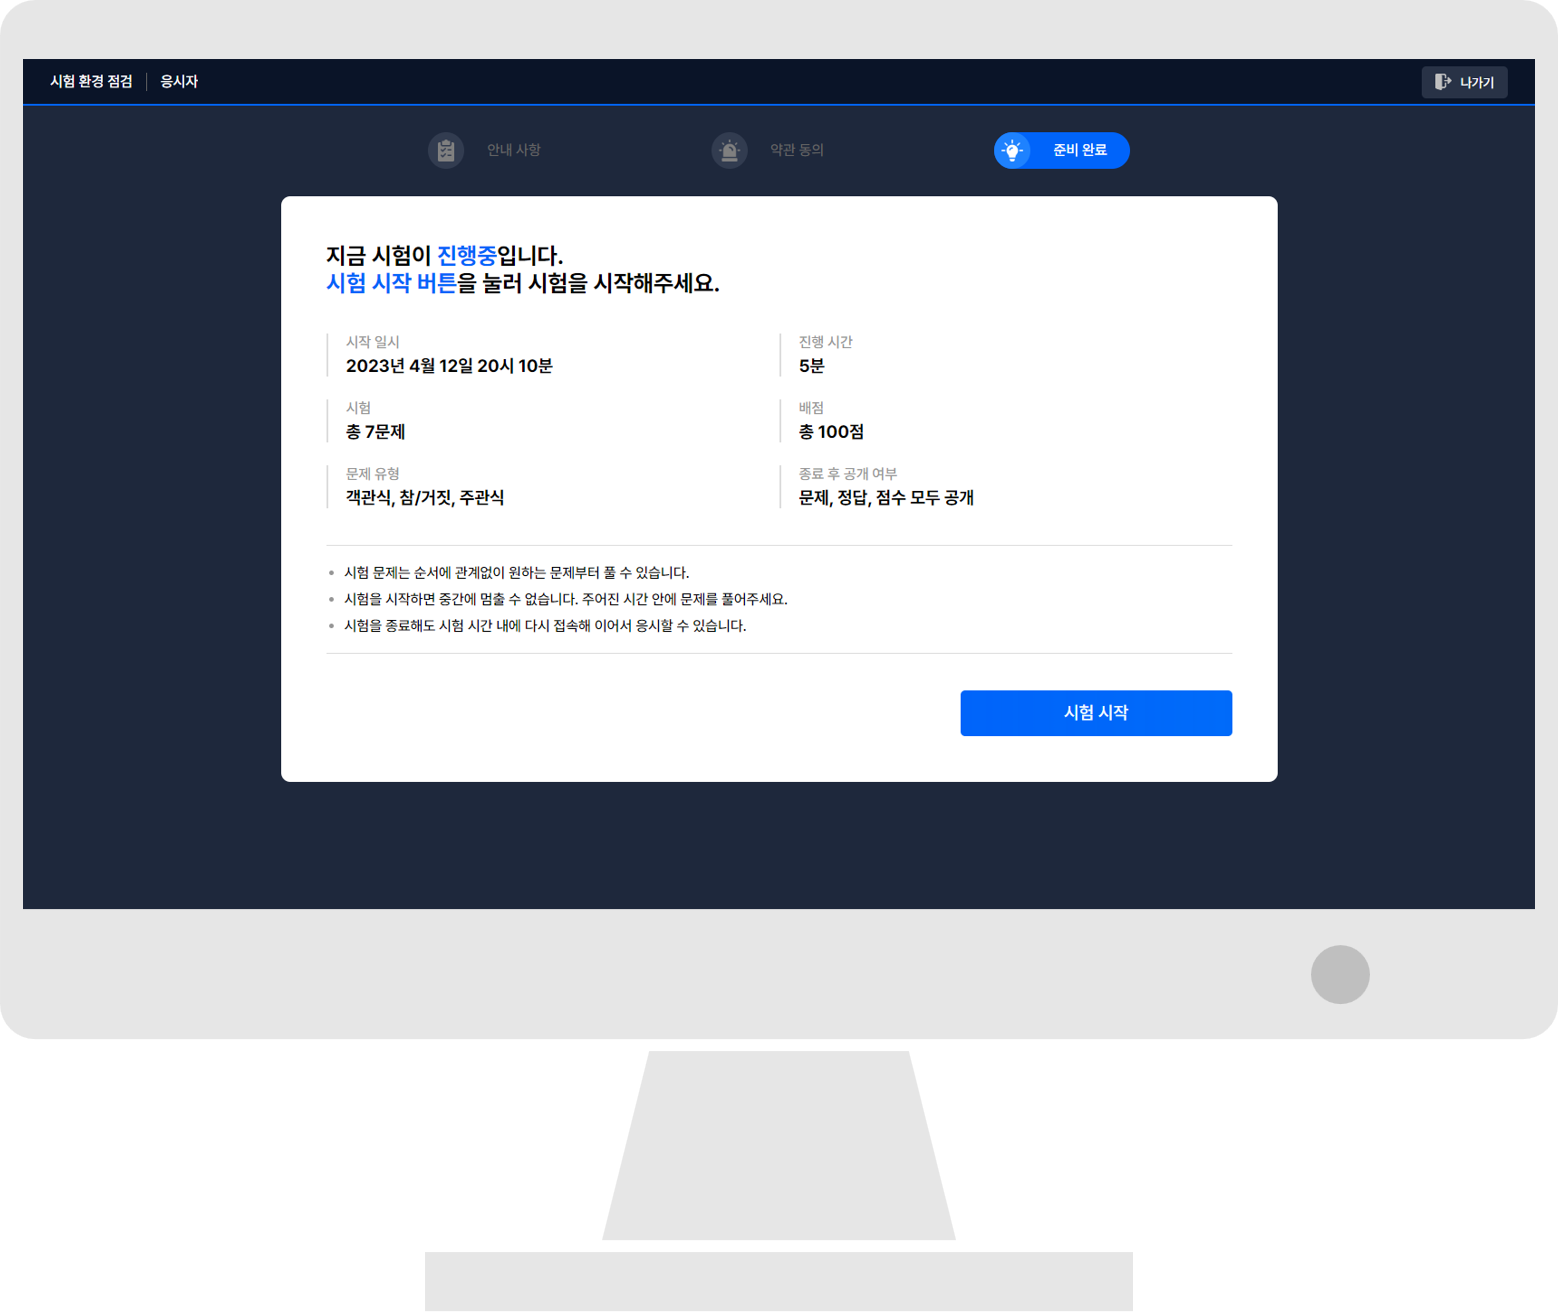 시험 환경 점검 | 응시자
나가기
안내 사항
약관 동의
준비 완료
지금 시험이 진행중입니다.
시험 시작 버튼을 눌러 시험을 시작해주세요.
시작 일시
2023년 4월 12일 20시 10분
진행 시간
5분
시험
총 7문제
배점
총 100점
문제 유형
객관식, 참/거짓, 주관식
종료 후 공개 여부
문제, 정답, 점수 모두 공개
시험 문제는 순서에 관계없이 원하는 문제부터 풀 수 있습니다.
시험을 시작하면 중간에 멈출 수 없습니다. 주어진 시간 안에 문제를 풀어주세요.
시험을 종료해도 시험 시간 내에 다시 접속해 이어서 응시할 수 있습니다.
시험 시작